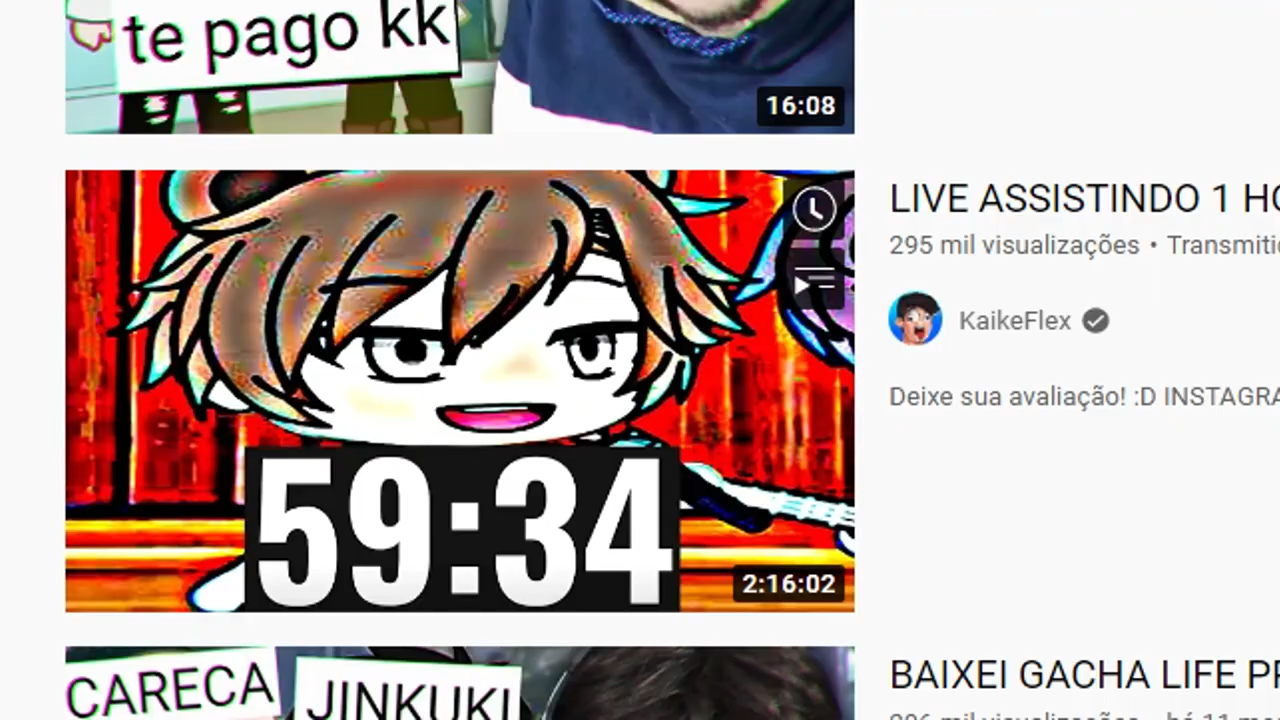 te pago kk
16:08
LIVE ASSISTINDO 1 HO
295 mil visualizações • Transmitid
KaikeFlex
Deixe sua avaliação! :D INSTAGRA
59:34
2:16:02
CARECA
JINKUKI
BAIXEI GACHA LIFE PR